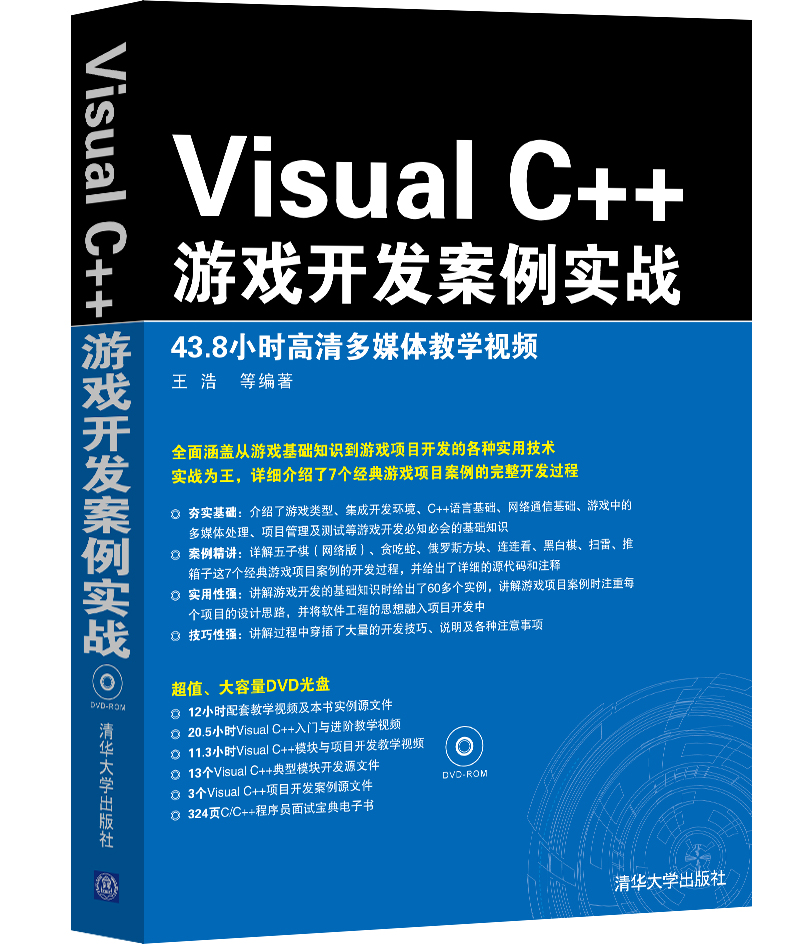 Visual C++ 游戏开发案例实战
DVD-ROM
清华大学出版社
Visual C++
游戏开发案例实战
43.8小时高清多媒体教学视频
王 浩 等编著
全面涵盖从游戏基础知识到游戏项目开发的各种实用技术
实战为王，详细介绍了7个经典游戏项目案例的完整开发过程
夯实基础：介绍了游戏类型、集成开发环境、C++语言基础、网络通信基础、游戏中的
多媒体处理、项目管理及测试等游戏开发必知必会的基础知识
案例精讲：详解五子棋（网络版）、贪吃蛇、俄罗斯方块、连连看、黑白棋、扫雷、推
箱子这7个经典游戏项目案例的开发过程，并给出了详细的源代码和注释
实用性强：讲解游戏开发的基础知识时给出了60多个实例，讲解游戏项目案例时注重每
个项目的设计思路，并将软件工程的思想融入项目开发中
技巧性强：讲解过程中穿插了大量的开发技巧、说明及各种注意事项
超值、大容量DVD光盘
12小时配套教学视频及本书实例源文件
20.5小时Visual C++入门与进阶教学视频
11.3小时Visual C++模块与项目开发教学视频
13个Visual C++典型模块开发源文件
3个Visual C++项目开发案例源文件
324页C/C++程序员面试宝典电子书
DVD-ROM
清华大学出版社